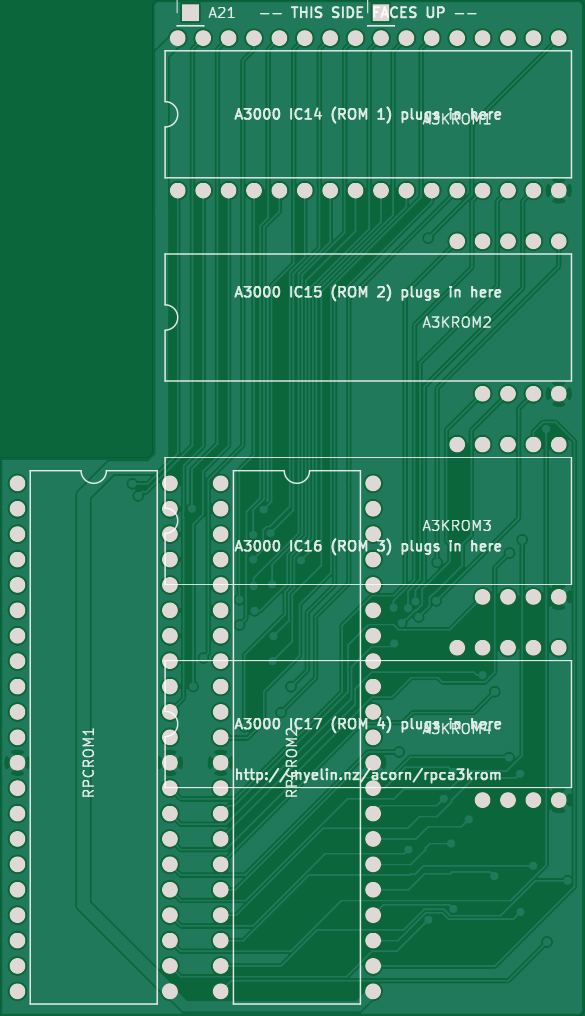 A21 -- THIS SIDE FACES UP --
A3000 IC14 (ROM 1) plugs in here
A3KROM1
A3000 IC15 (ROM 2) plugs in here
A3KROM2
A3KROM3
A3000 IC16 (ROM 3) plugs in here
A3000 IC17 (ROM 4) plugs in here
A3KROM4
RPCROM1
RPCROM2
http://myelin.nz/acorn/rpca3krom